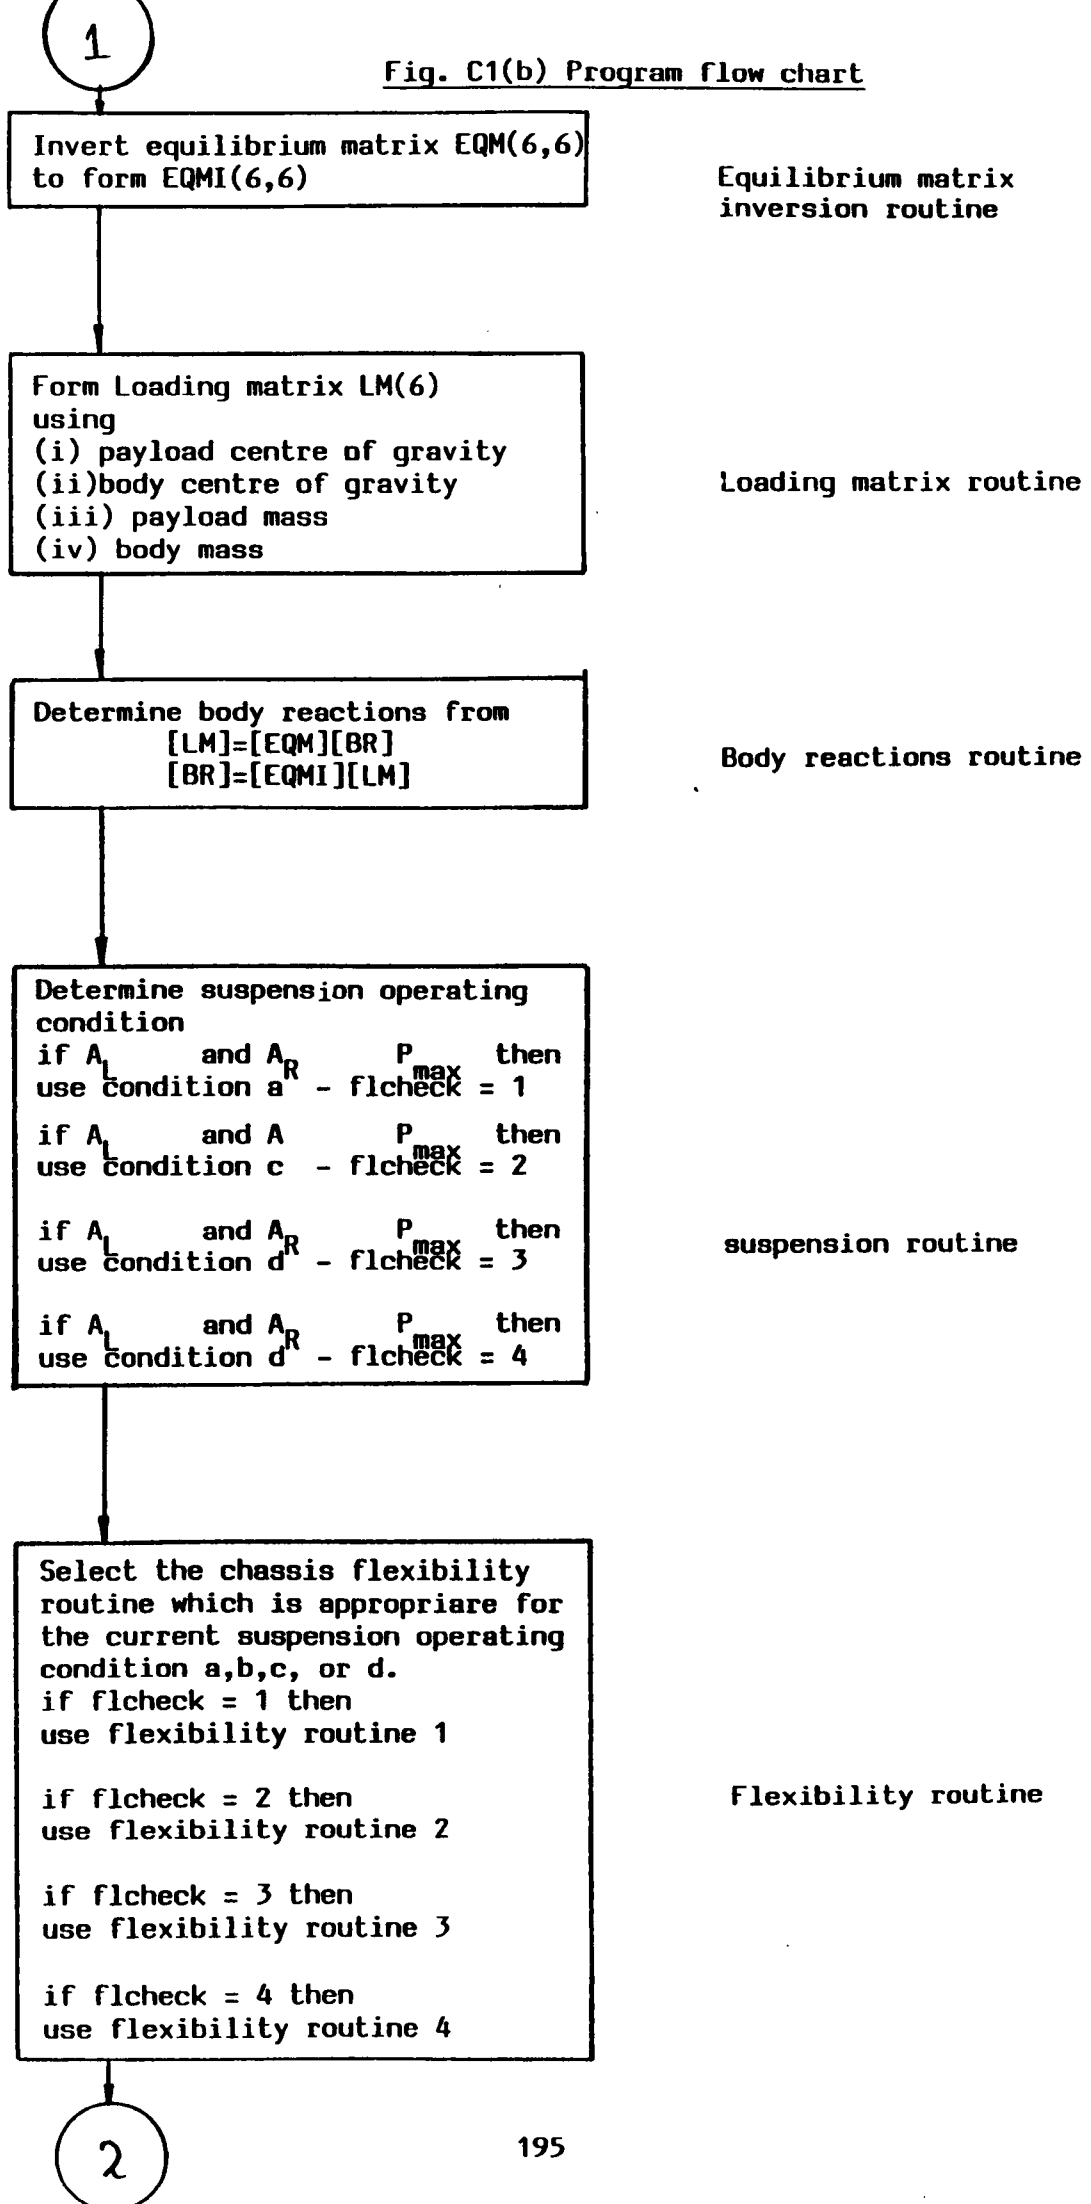 1
Fig. C1(b) Program flow chart
Invert equilibrium matrix EQM(6,6)
to form EQMI(6,6)
Equilibrium matrix
inversion routine
Form Loading matrix LM(6)
using
(i) payload centre of gravity
(ii)body centre of gravity
(iii) payload mass
(iv) body mass
Loading matrix routine
Determine body reactions from
[LM]=[EQM][BR]
[BR]=[EQMI][LM]
Body reactions routine
Determine suspension operating
condition
if A_L and A_R P_max then
use condition a - flcheck = 1
if A_L and A P_max then
use condition c - flcheck = 2
if A_L and A_R P_max then
use condition d - flcheck = 3
if A_L and A_R P_max then
use condition d - flcheck = 4
suspension routine
Select the chassis flexibility
routine which is appropriare for
the current suspension operating
condition a,b,c, or d.
if flcheck = 1 then
use flexibility routine 1
if flcheck = 2 then
use flexibility routine 2
if flcheck = 3 then
use flexibility routine 3
if flcheck = 4 then
use flexibility routine 4
Flexibility routine
2
195